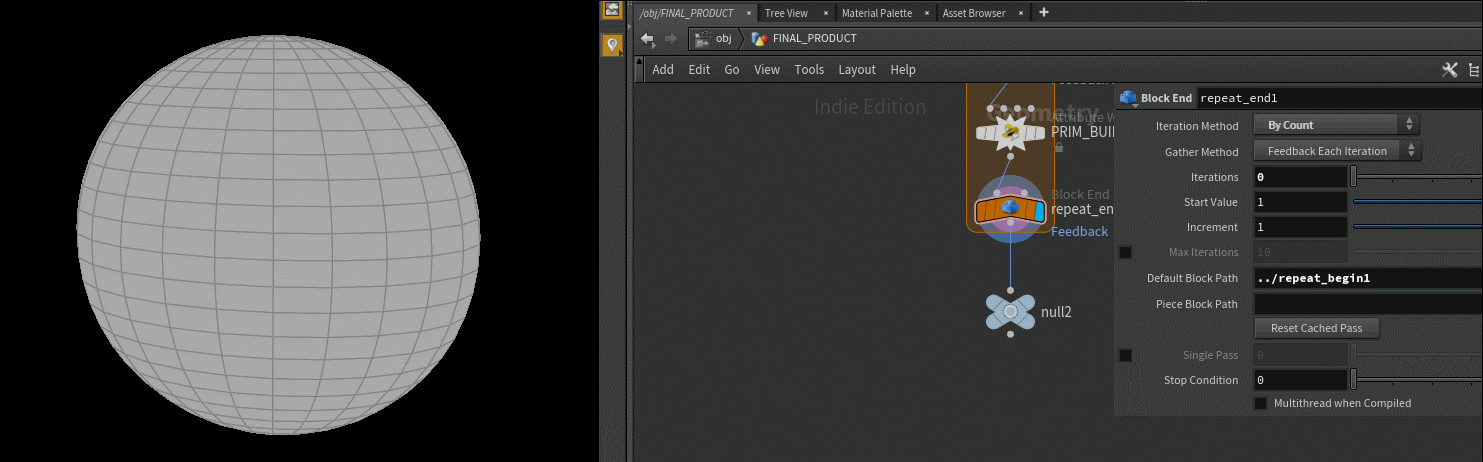 /obj/FINAL_PRODUCT × Tree View × Material Palette × Asset Browser × +
obj FINAL_PRODUCT
Add Edit Go View Tools Layout Help
Indie Edition
Geometry
Attribute W
PRIM_BUI
Block End
repeat_en
Feedback
null2
Block End repeat_end1
Iteration Method By Count
Gather Method Feedback Each Iteration
Iterations 0
Start Value 1
Increment 1
Max Iterations 10
Default Block Path ../repeat_begin1
Piece Block Path
Reset Cached Pass
Single Pass 0
Stop Condition 0
Multithread when Compiled